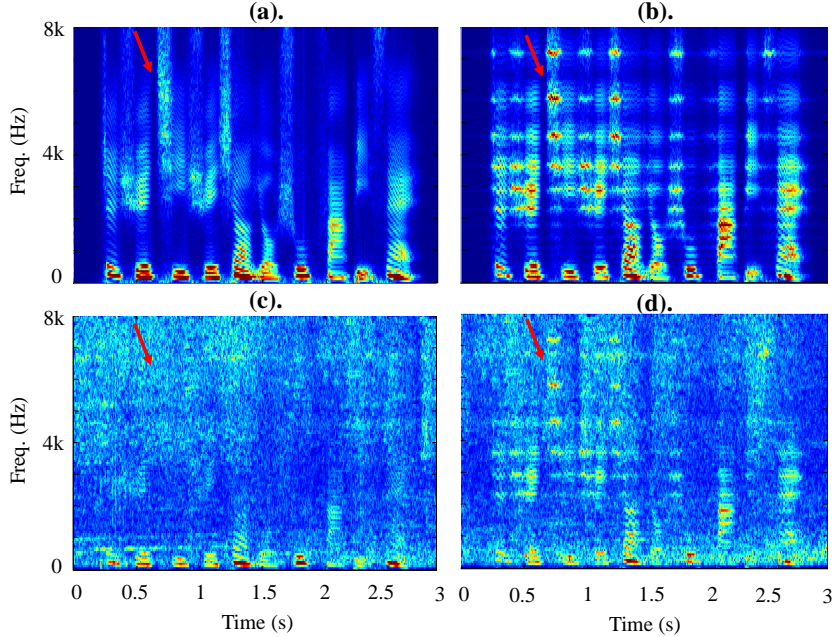 (a).
(b).
8k
4k
0
Freq. (Hz)
(c).
(d).
8k
4k
0
Freq. (Hz)
0 0.5 1 1.5 2 2.5 3
0 0.5 1 1.5 2 2.5 3
Time (s)
Time (s)